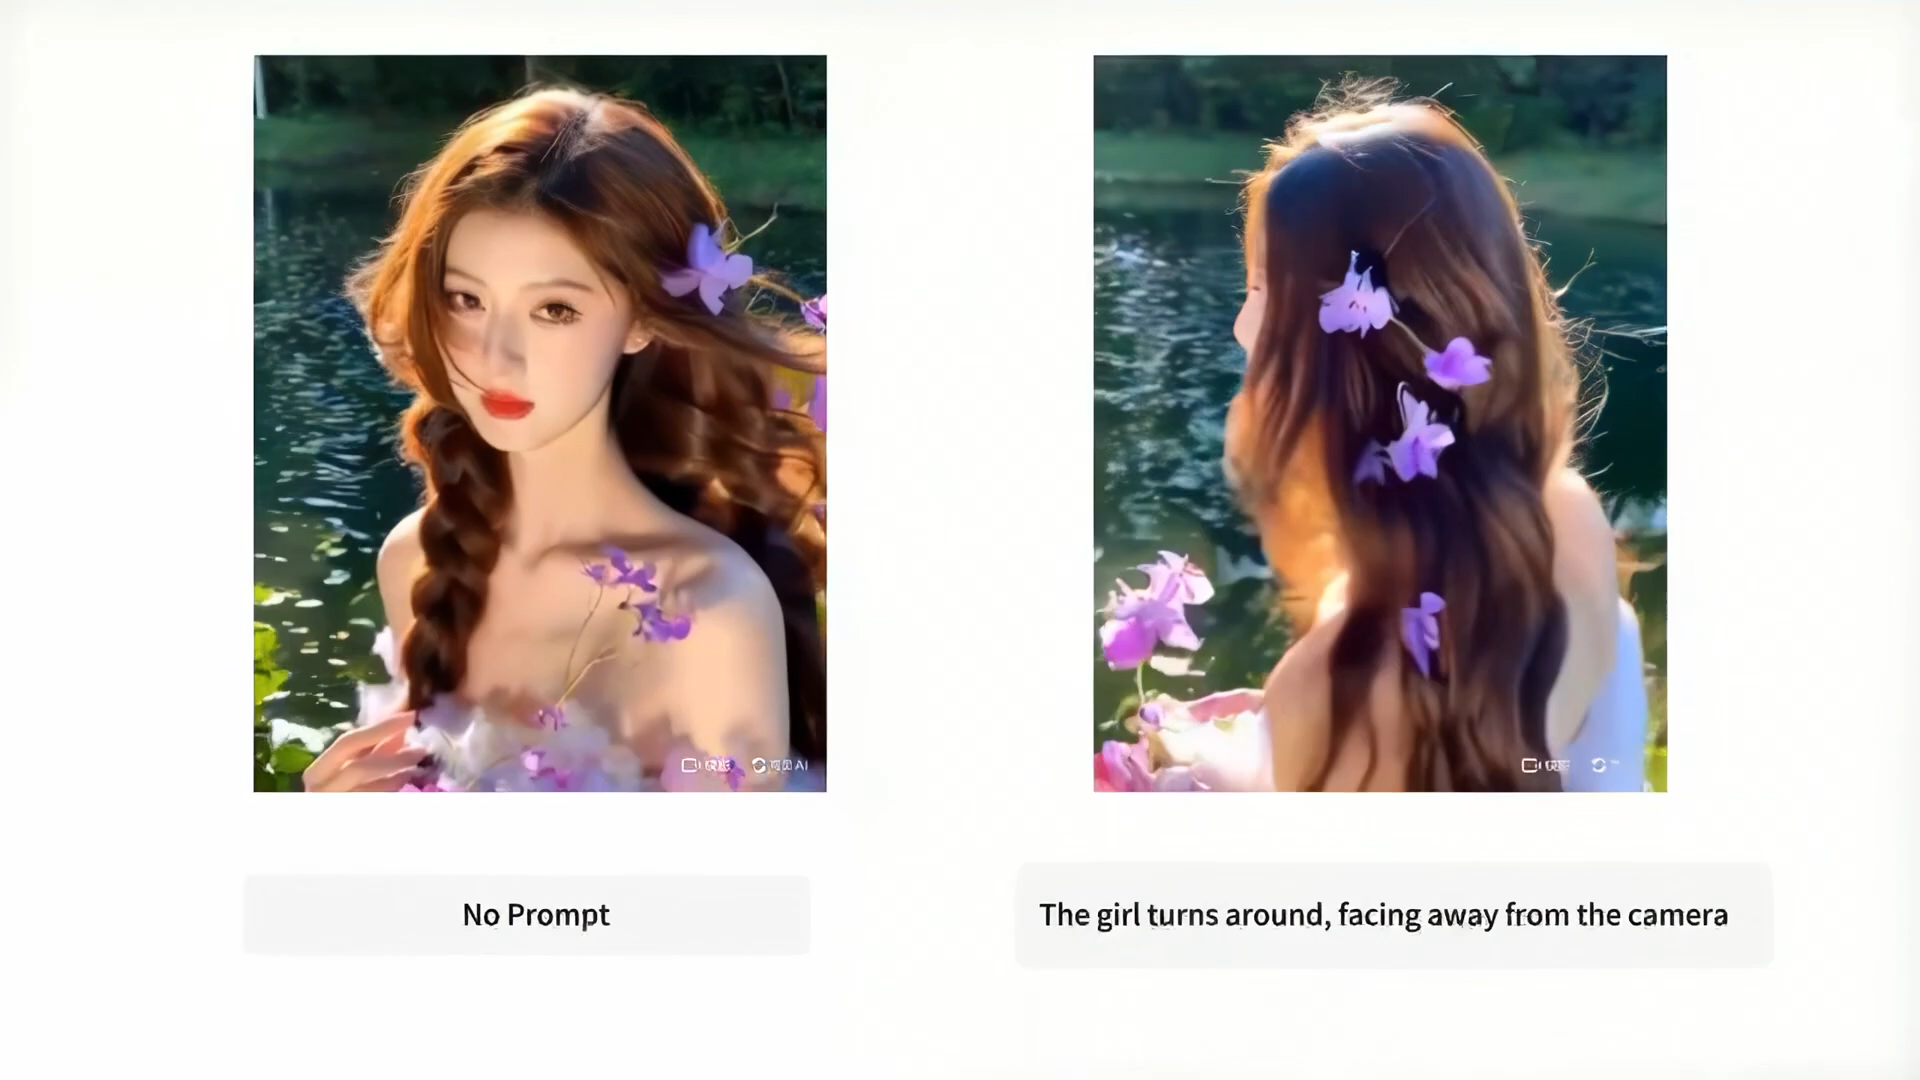 No Prompt
The girl turns around, facing away from the camera